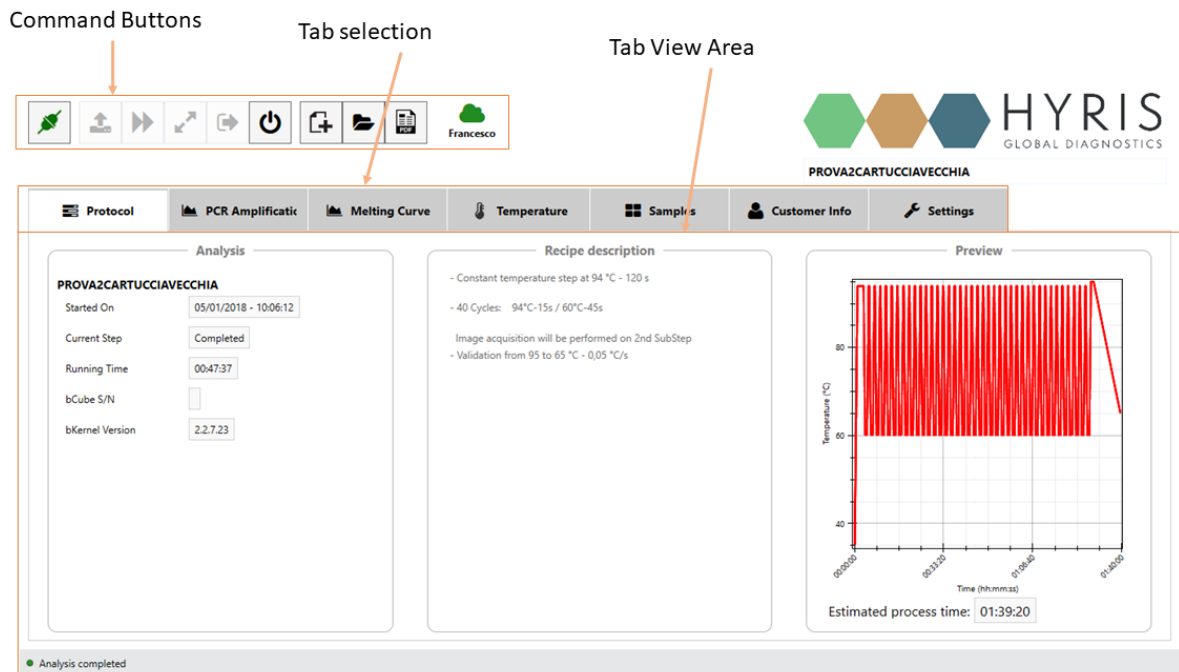 Command Buttons
Tab selection
Tab View Area
PDF
Francesco
HYRIS
GLOBAL DIAGNOSTICS
PROVA2CARTUCCIAVECCHIA
Protocol
PCR Amplificatic
Melting Curve
Temperature
Samples
Customer Info
Settings
Analysis
PROVA2CARTUCCIAVECCHIA
Started On 05/01/2018 - 10:06:12
Current Step Completed
Running Time 00:47:37
bCube S/N
bKernel Version 2.2.7.23
Recipe description
- Constant temperature step at 94 °C - 120 s
- 40 Cycles: 94°C-15s / 60°C-45s
Image acquisition will be performed on 2nd SubStep
- Validation from 95 to 65 °C - 0,05 °C/s
Preview
Temperature (°C)
80
60
40
00:00:00
00:33:20
01:06:40
01:40:00
Time (hh:mm:ss)
Estimated process time: 01:39:20
Analysis completed